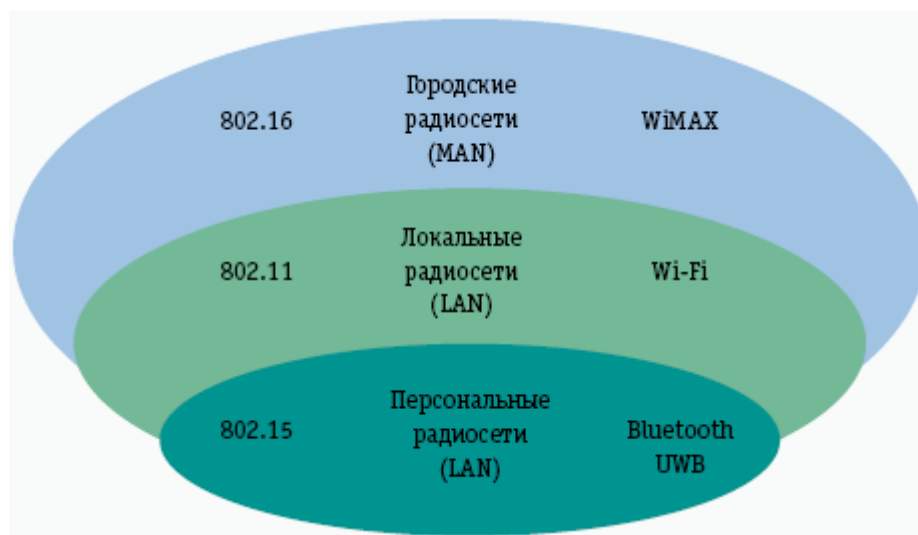 802.16 Городские радиосети (MAN) WiMAX
802.11 Локальные радиосети (LAN) Wi-Fi
802.15 Персональные радиосети (LAN) Bluetooth UWB